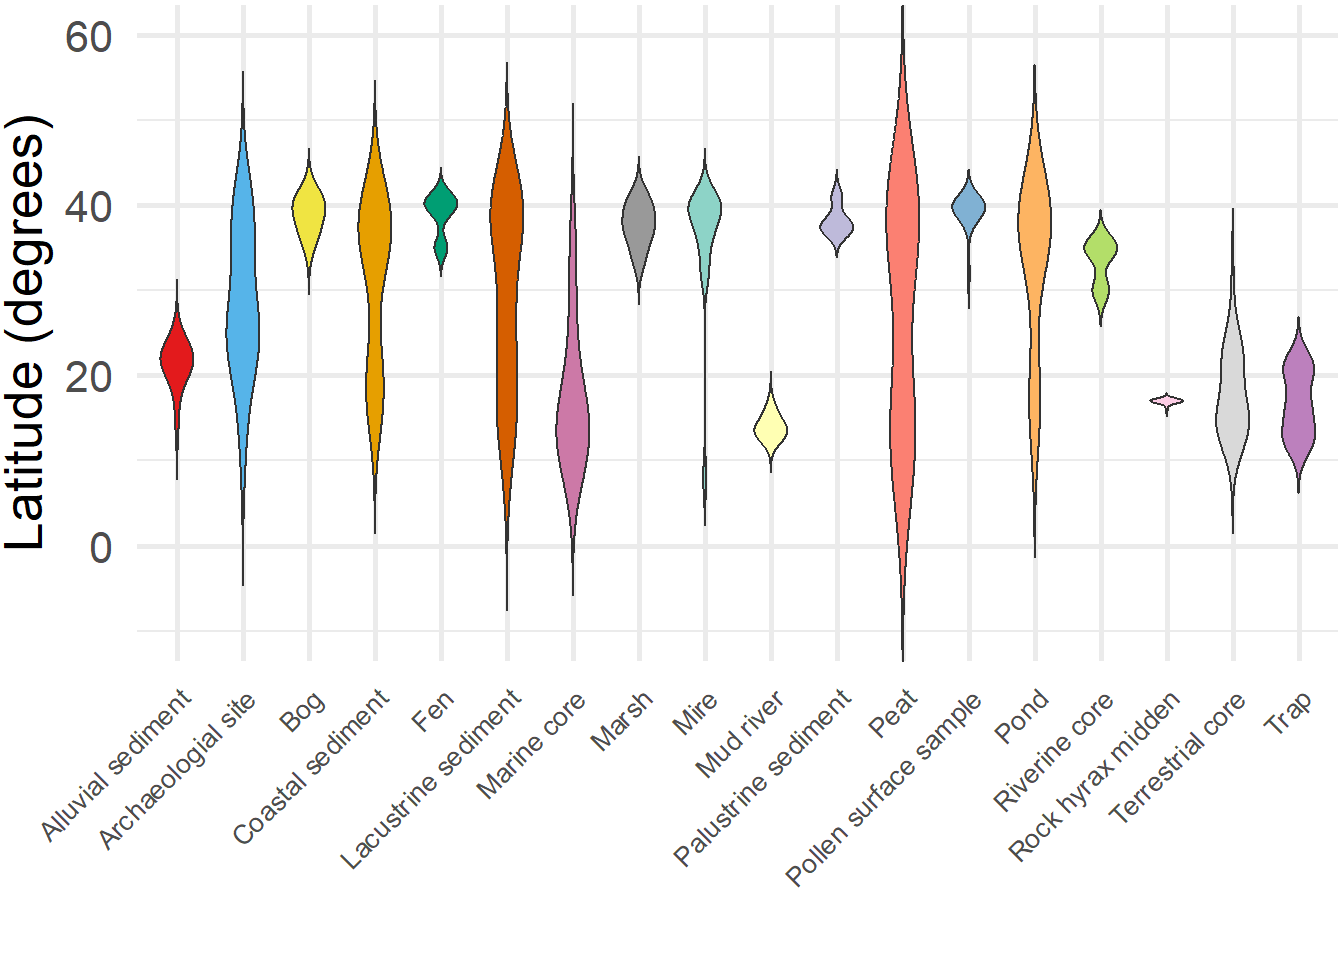 Latitude (degrees)
60
40
20
0
Alluvial sediment
Archaeologial site
Bog
Coastal sediment
Fen
Lacustrine sediment
Marine core
Marsh
Mire
Mud river
Palustrine sediment
Peat
Pollen surface sample
Pond
Riverine core
Rock hyrax midden
Terrestrial core
Trap